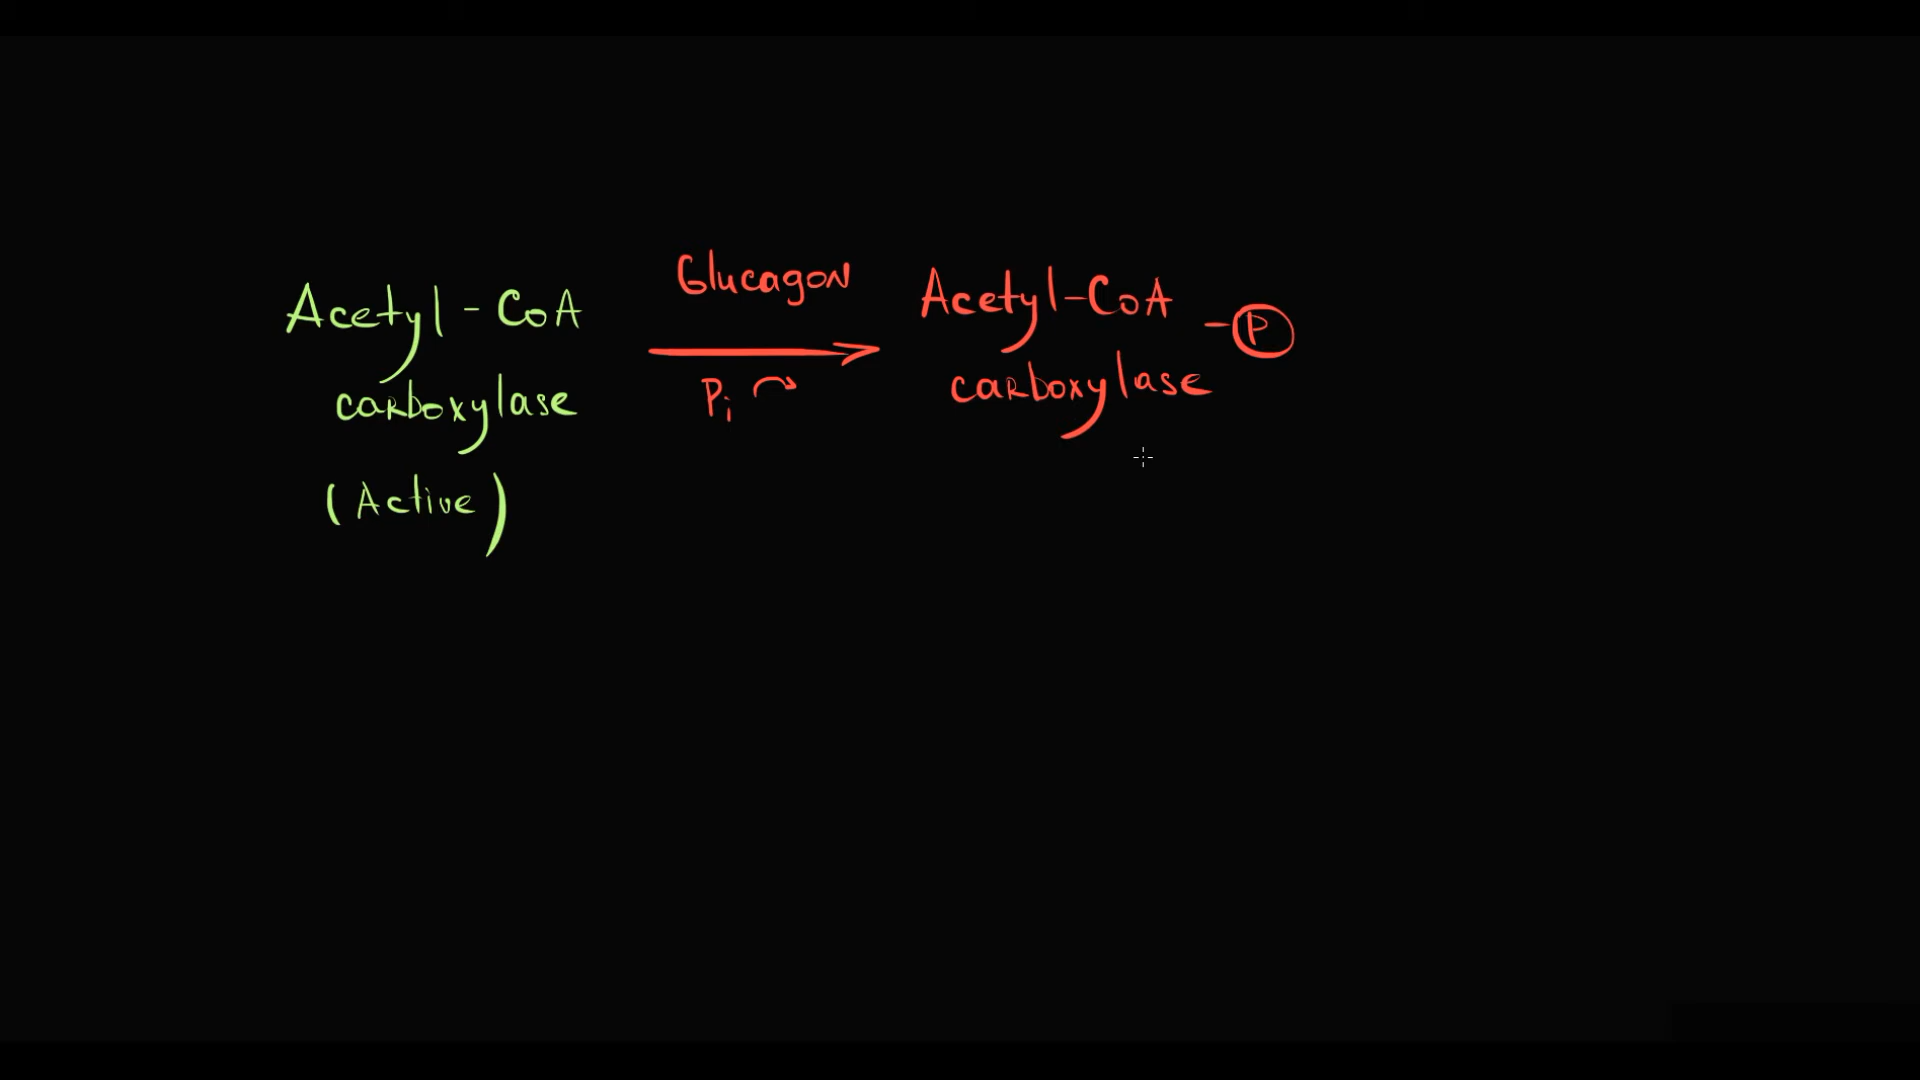 Acetyl-CoA
carboxylase
(Active)
Glucagon
Pi
Acetyl-CoA
carboxylase
-P